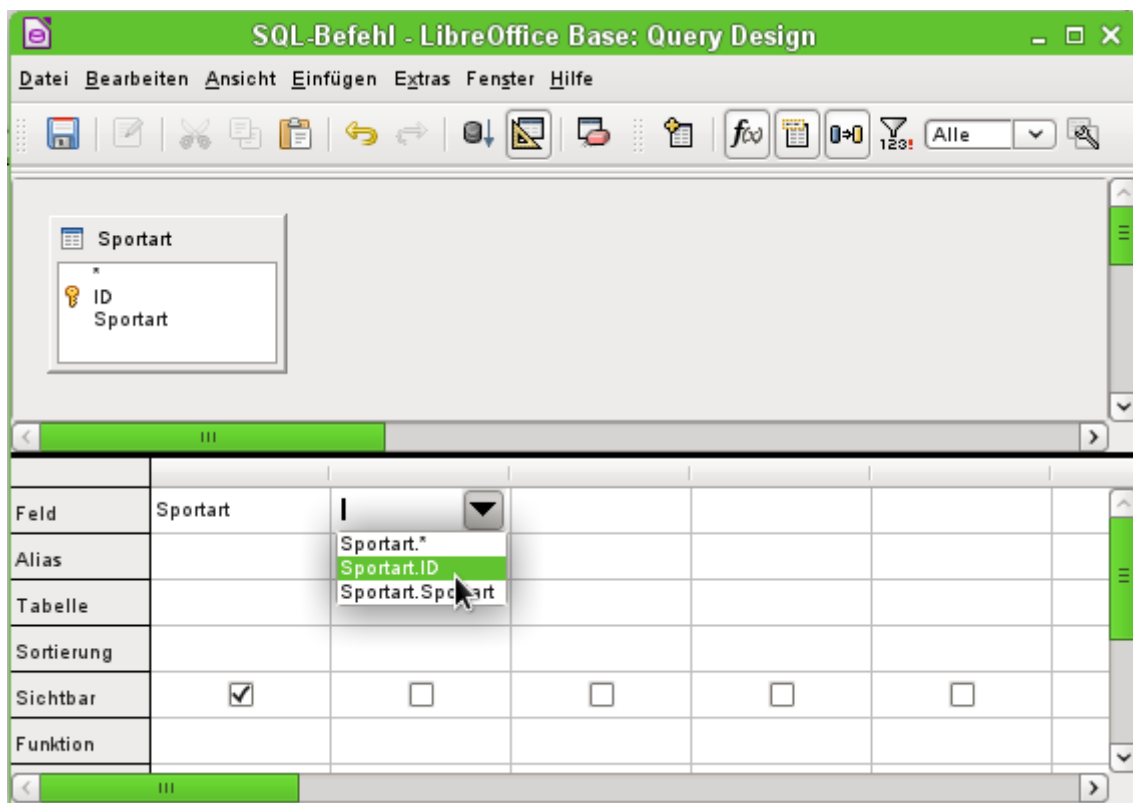 SQL-Befehl - LibreOffice Base: Query Design
Datei Bearbeiten Ansicht Einfügen Extras Fenster Hilfe
f(x) 123! Alle
Sportart
*
ID
Sportart
Feld Sportart
Sportart.*
Alias
Sportart.ID
Sportart.Sportart
Tabelle
Sortierung
Sichtbar
Funktion